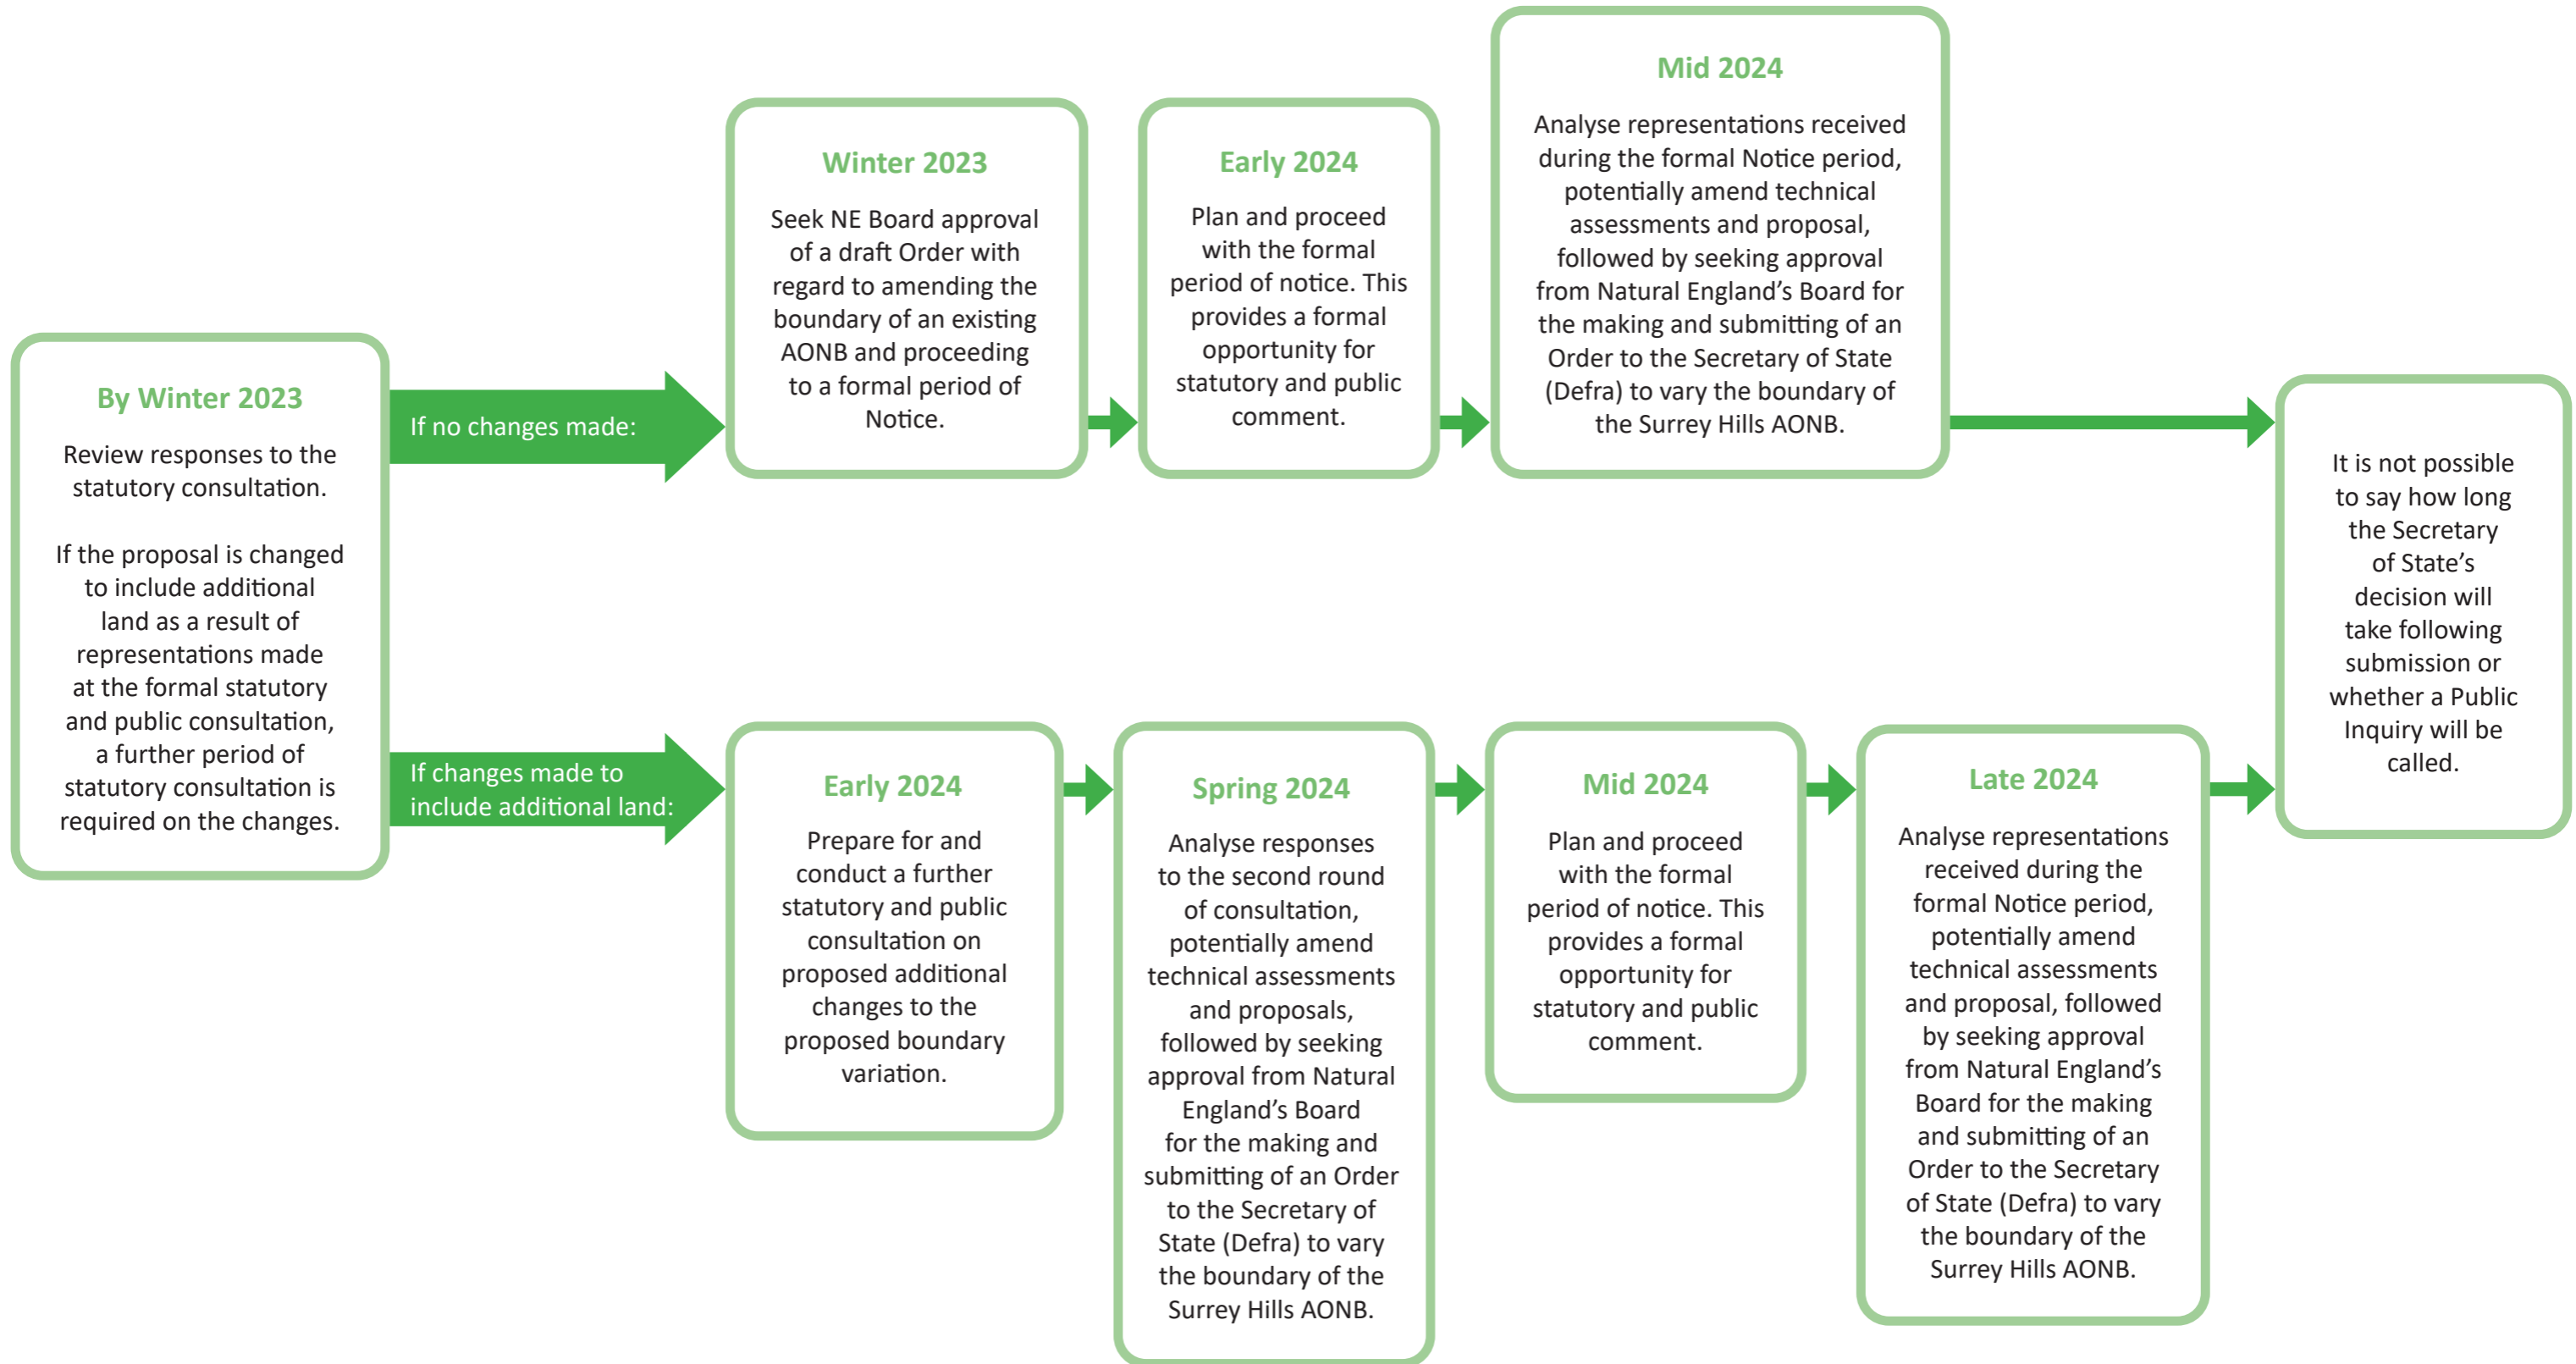 By Winter 2023
Review responses to the
statutory consultation.
If the proposal is changed
to include additional
land as a result of
representations made
at the formal statutory
and public consultation,
a further period of
statutory consultation is
required on the changes.
If no changes made:
Winter 2023
Seek NE Board approval
of a draft Order with
regard to amending the
boundary of an existing
AONB and proceeding
to a formal period of
Notice.
Early 2024
Plan and proceed
with the formal
period of notice. This
provides a formal
opportunity for
statutory and public
comment.
Mid 2024
Analyse representations received
during the formal Notice period,
potentially amend technical
assessments and proposal,
followed by seeking approval
from Natural England’s Board for
the making and submitting of an
Order to the Secretary of State
(Defra) to vary the boundary of
the Surrey Hills AONB.
If changes made to
include additional land:
Early 2024
Prepare for and
conduct a further
statutory and public
consultation on
proposed additional
changes to the
proposed boundary
variation.
Spring 2024
Analyse responses
to the second round
of consultation,
potentially amend
technical assessments
and proposals,
followed by seeking
approval from Natural
England’s Board
for the making and
submitting of an Order
to the Secretary of
State (Defra) to vary
the boundary of the
Surrey Hills AONB.
Mid 2024
Plan and proceed
with the formal
period of notice. This
provides a formal
opportunity for
statutory and public
comment.
Late 2024
Analyse representations
received during the
formal Notice period,
potentially amend
technical assessments
and proposal, followed
by seeking approval
from Natural England’s
Board for the making
and submitting of an
Order to the Secretary
of State (Defra) to vary
the boundary of the
Surrey Hills AONB.
It is not possible
to say how long
the Secretary
of State’s
decision will
take following
submission or
whether a Public
Inquiry will be
called.